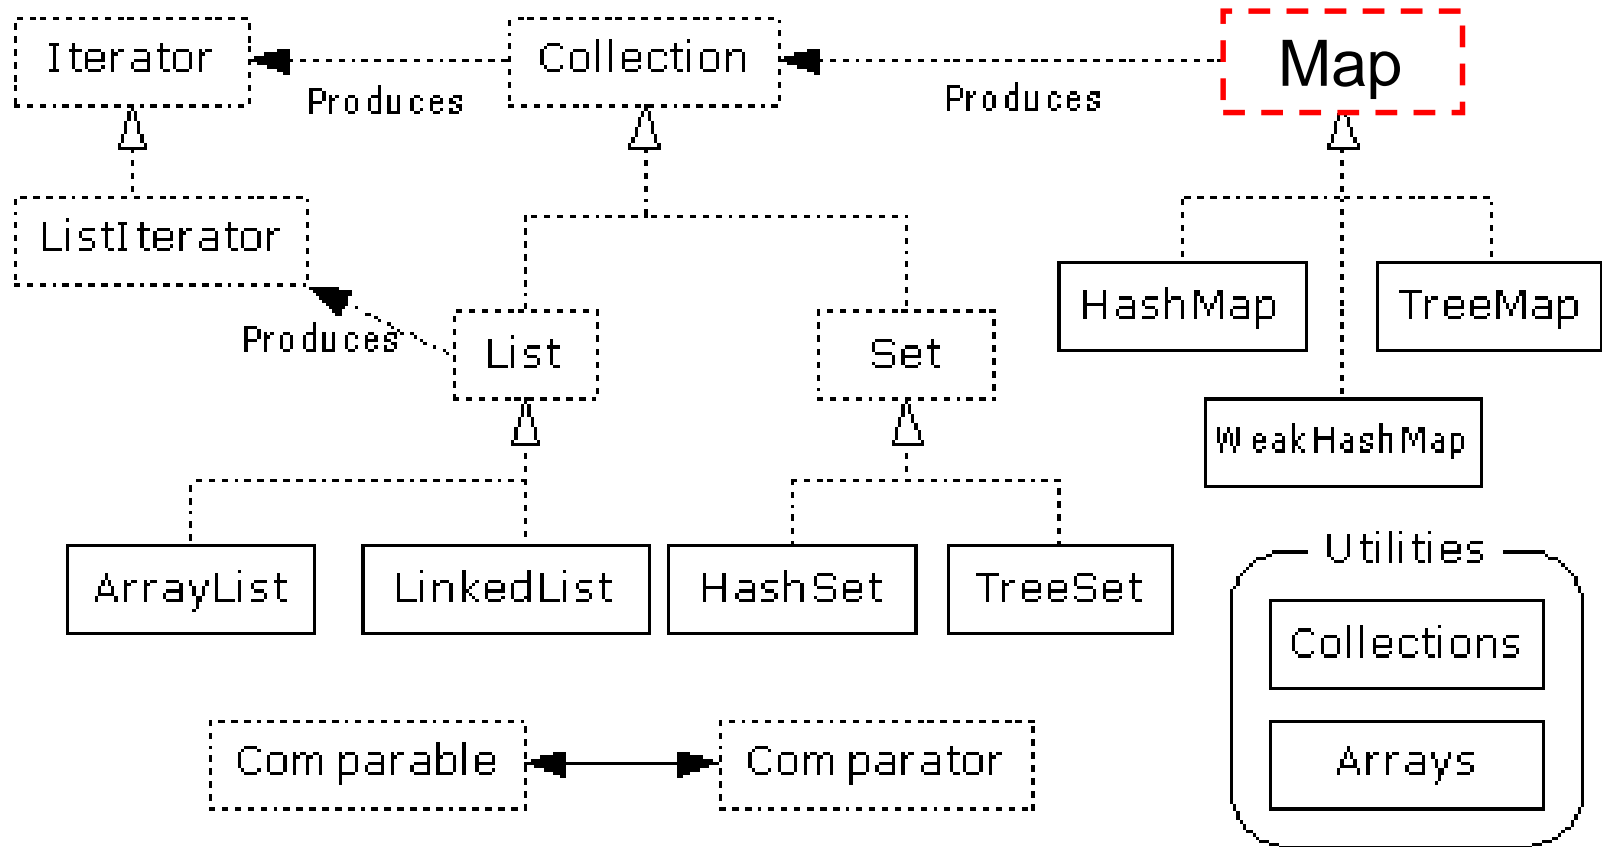 Iterator
Collection
Map
Produces
Produces
ListIterator
HashMap
TreeMap
Produces
List
Set
WeakHashMap
Utilities
ArrayList
LinkedList
HashSet
TreeSet
Collections
Comparable
Comparator
Arrays